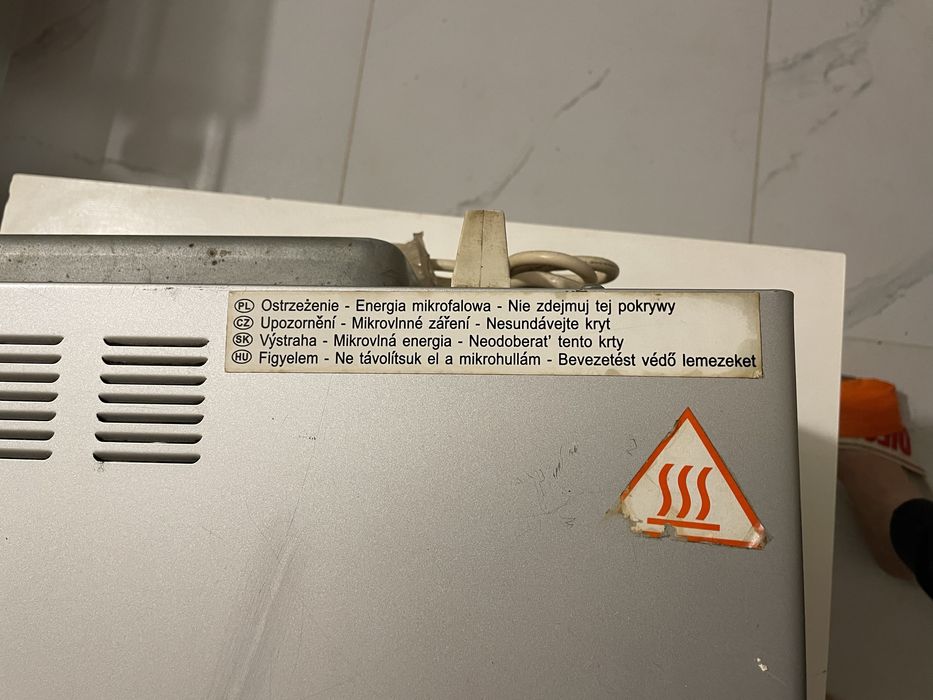 PL Ostrzeżenie - Energia mikrofalowa - Nie zdejmuj tej pokrywy
CZ Upozornění - Mikrovlnné záření - Nesundávejte kryt
SK Výstraha - Mikrovlná energia - Neodoberat' tento krty
HU Figyelem - Ne távolítsuk el a mikrohullám - Bevezetést védő lemezeket